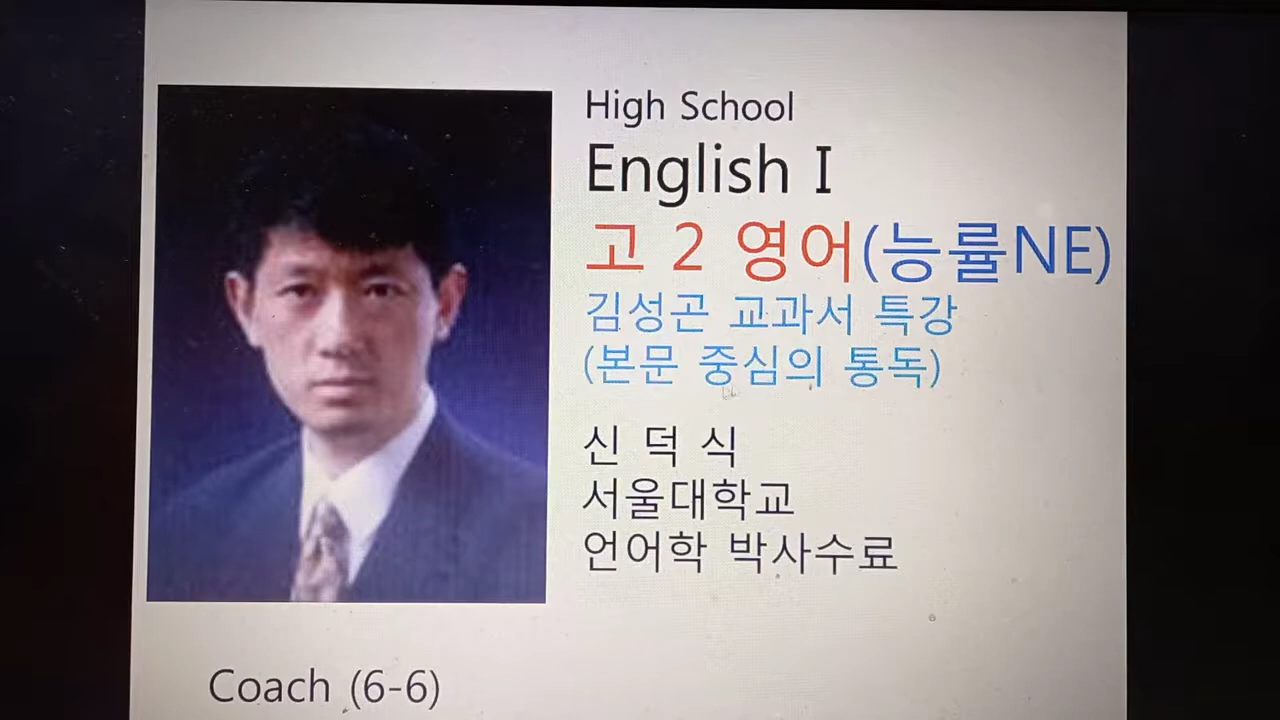 High School
English I
고 2 영어(능률NE)
김성곤 교과서 특강
(본문 중심의 통독)
신 덕 식
서울대학교
언어학 박사수료
Coach (6-6)